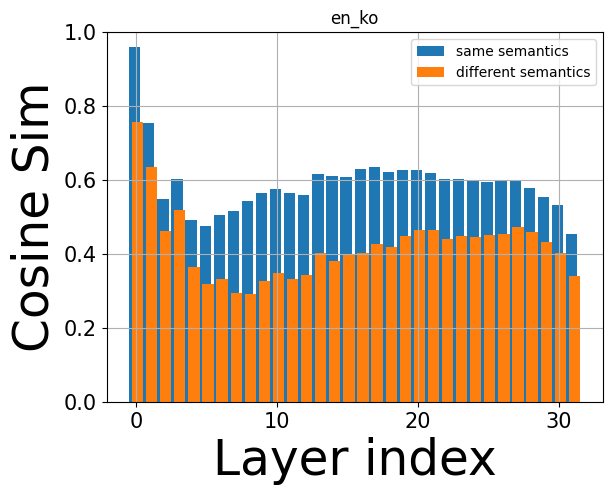 en_ko
same semantics
different semantics
Cosine Sim
1.0
0.8
0.6
0.4
0.2
0.0
0 10 20 30
Layer index